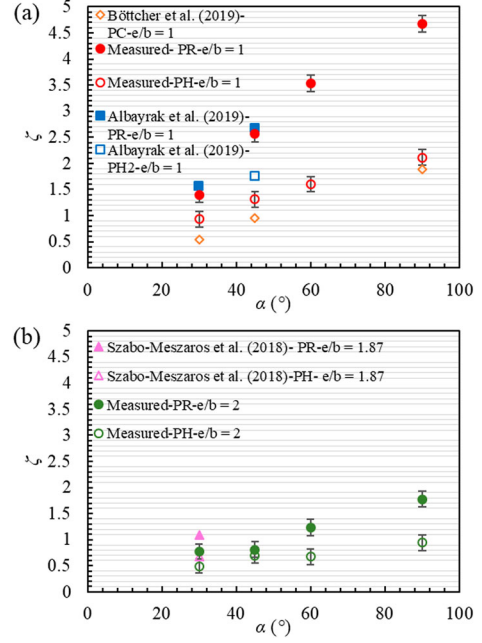 (a)
5
Böttcher et al. (2019)-
PC-e/b = 1
4.5
4
Measured- PR-e/b = 1
3.5
Measured-PH-e/b = 1
3
Albayrak et al. (2019)-
PR-e/b = 1
2.5
Albayrak et al. (2019)-
PH2-e/b = 1
2
1.5
1
0.5
0
ζ
0 20 40 60 80 100
α (°)
(b)
5
Szabo-Meszaros et al. (2018)- PR-e/b = 1.87
4.5
Szabo-Meszaros et al. (2018)-PH- e/b = 1.87
4
Measured-PR-e/b = 2
3.5
Measured-PH-e/b = 2
3
2.5
2
1.5
1
0.5
0
ζ
0 20 40 60 80 100
α (°)